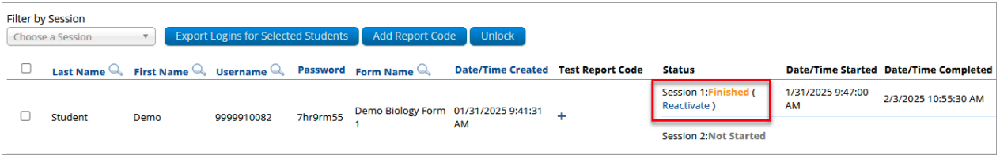 Filter by Session
Choose a Session
Export Logins for Selected Students
Add Report Code
Unlock
Last Name First Name Username Password Form Name Date/Time Created Test Report Code Status Date/Time Started Date/Time Completed
Student Demo 9999910082 7hr9rm55
Demo Biology Form
1
01/31/2025 9:41:31
AM
+
Session 1:Finished (
Reactivate )
1/31/2025 9:47:00
AM
2/3/2025 10:55:30 AM
Session 2:Not Started